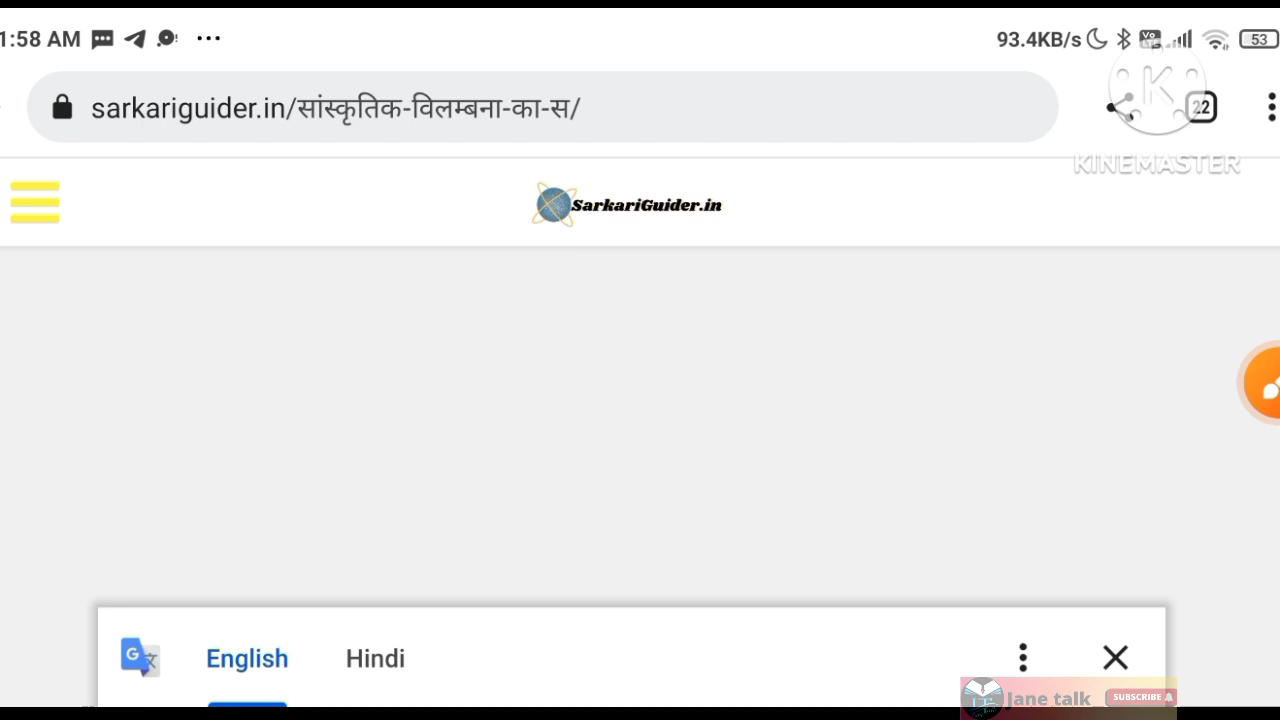 1:58 AM 93.4KB/s Vo 53
sarkariguider.in/सांस्कृतिक-विलम्बना-का-स/ 22
K
KINEMASTER
SarkariGuider.in
G English Hindi
Jane talk SUBSCRIBE